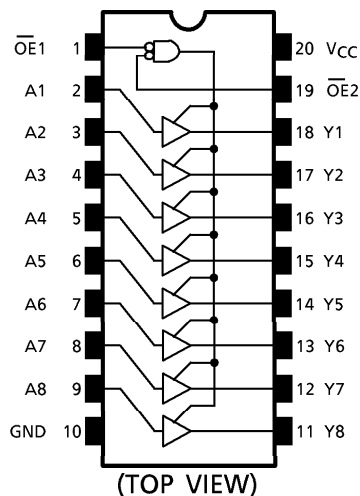 O̅E̅1 1 20 VCC
A1 2 19 O̅E̅2
A2 3 18 Y1
A3 4 17 Y2
A4 5 16 Y3
A5 6 15 Y4
A6 7 14 Y5
A7 8 13 Y6
A8 9 12 Y7
GND 10 11 Y8
(TOP VIEW)